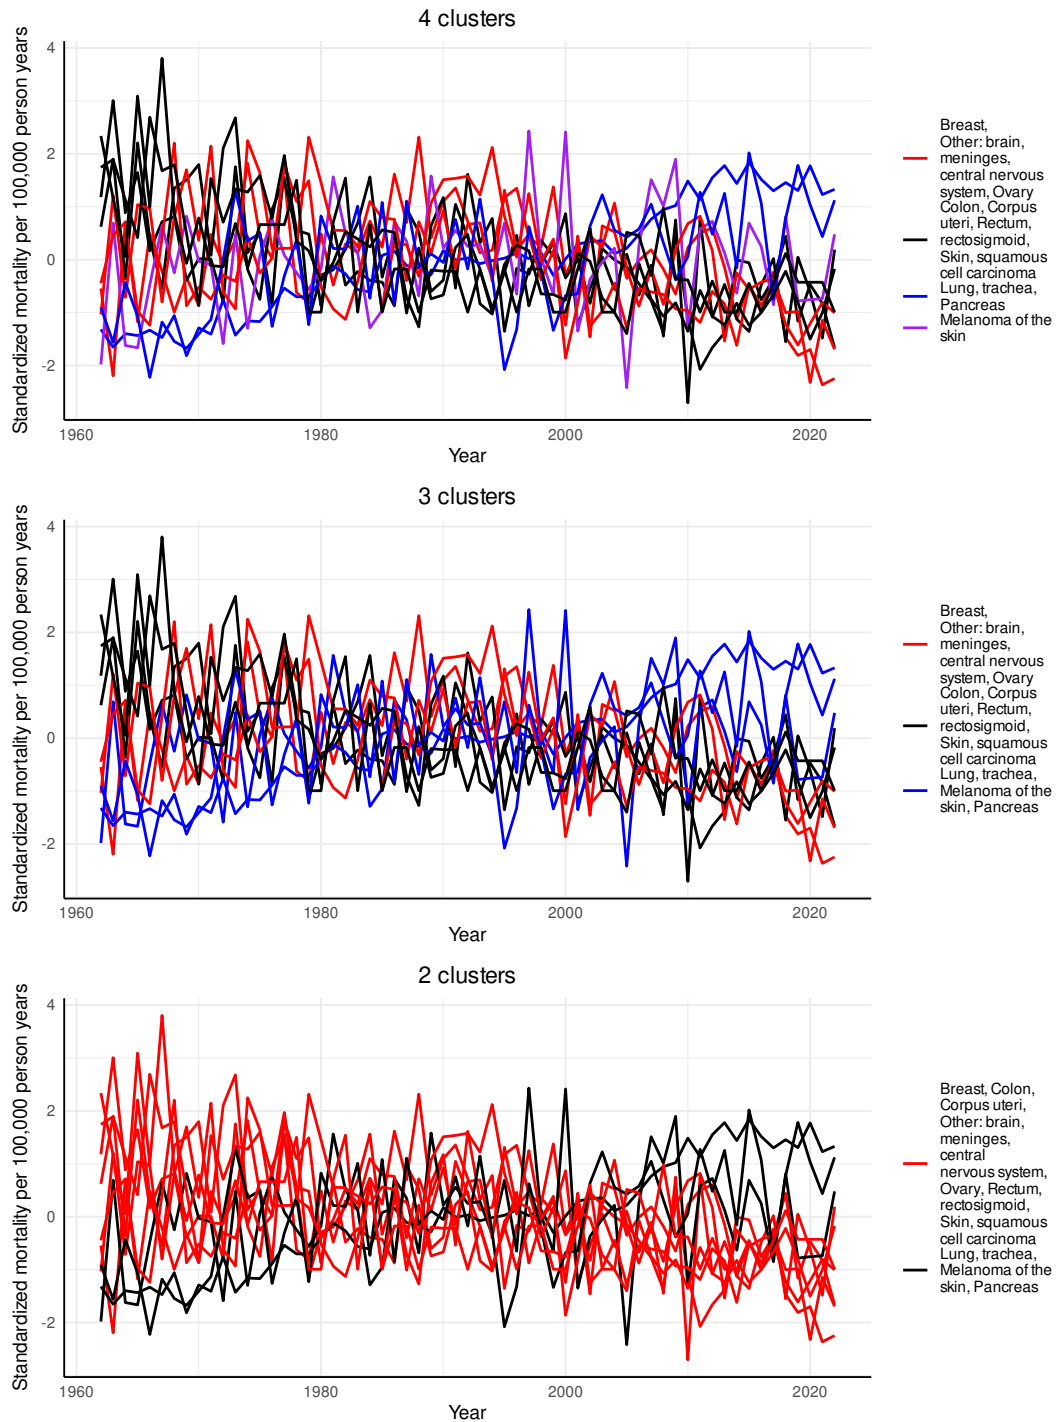 4 clusters
Standardized mortality per 100,000 person years
4
2
0
-2
1960
1980
2000
2020
Year
Breast,
Other: brain,
meninges,
central nervous
system, Ovary
Colon, Corpus
uteri, Rectum,
rectosigmoid,
Skin, squamous
cell carcinoma
Lung, trachea,
Pancreas
Melanoma of the
skin
3 clusters
Standardized mortality per 100,000 person years
4
2
0
-2
1960
1980
2000
2020
Year
Breast,
Other: brain,
meninges,
central nervous
system, Ovary
Colon, Corpus
uteri, Rectum,
rectosigmoid,
Skin, squamous
cell carcinoma
Lung, trachea,
Melanoma of the
skin, Pancreas
2 clusters
Standardized mortality per 100,000 person years
4
2
0
-2
1960
1980
2000
2020
Year
Breast, Colon,
Corpus uteri,
Other: brain,
meninges,
central
nervous system,
Ovary, Rectum,
rectosigmoid,
Skin, squamous
cell carcinoma
Lung, trachea,
Melanoma of the
skin, Pancreas